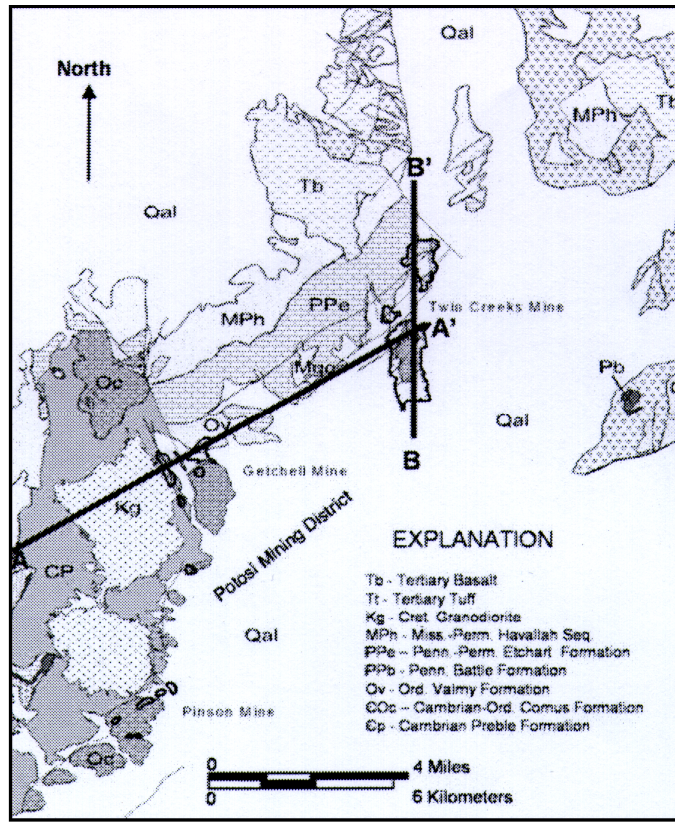 Qal
North
MPh
Tb
B'
Tb
Qal
PPe
MPh
Twin Creeks Mine
A'
Oc
Pb
Ov
Qal
B
Getchell Mine
Kg
A
CP
Potosi Mining District
EXPLANATION
Tb - Tertiary Basalt
Tt - Tertiary Tuff
Kg - Cret. Granodiorite
MPh - Miss.-Perm. Havallah Seq.
PPe – Penn.-Perm. Etchart Formation
PPb - Penn. Battle Formation
Ov - Ord. Valmy Formation
ЄOc – Cambrian-Ord. Comus Formation
Єp - Cambrian Preble Formation
Qal
Pinson Mine
Oc
0 4 Miles
0 6 Kilometers